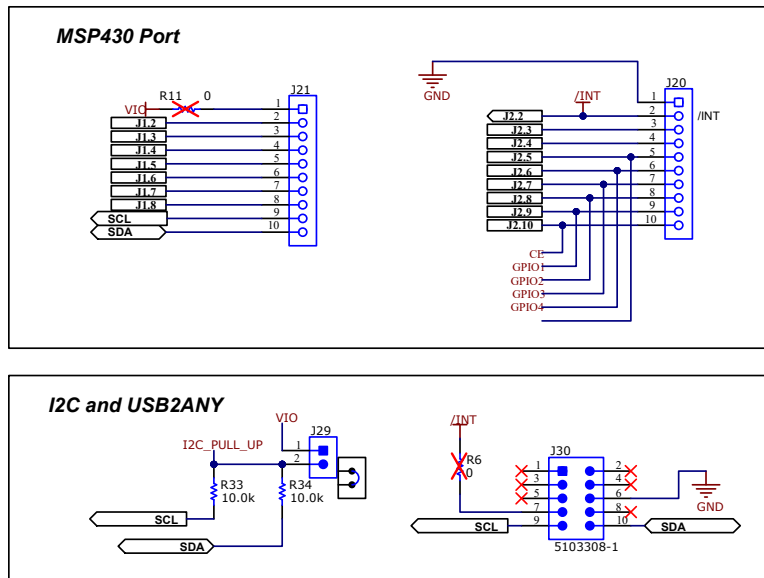 MSP430 Port
R11 0
J21
VIO
1
J1.2 2
J1.3 3
J1.4 4
J1.5 5
J1.6 6
J1.7 7
J1.8 8
SCL 9
SDA 10
GND
/INT
J20
1
J2.2 2 /INT
J2.3 3
J2.4 4
J2.5 5
J2.6 6
J2.7 7
J2.8 8
J2.9 9
J2.10 10
CE
GPIO1
GPIO2
GPIO3
GPIO4
I2C and USB2ANY
VIO
J29
I2C_PULL_UP
1
2
R33
10.0k
R34
10.0k
SCL
SDA
/INT
R6
0
J30
1 2
3 4
5 6
7 8
SCL 9 10 SDA
GND
5103308-1